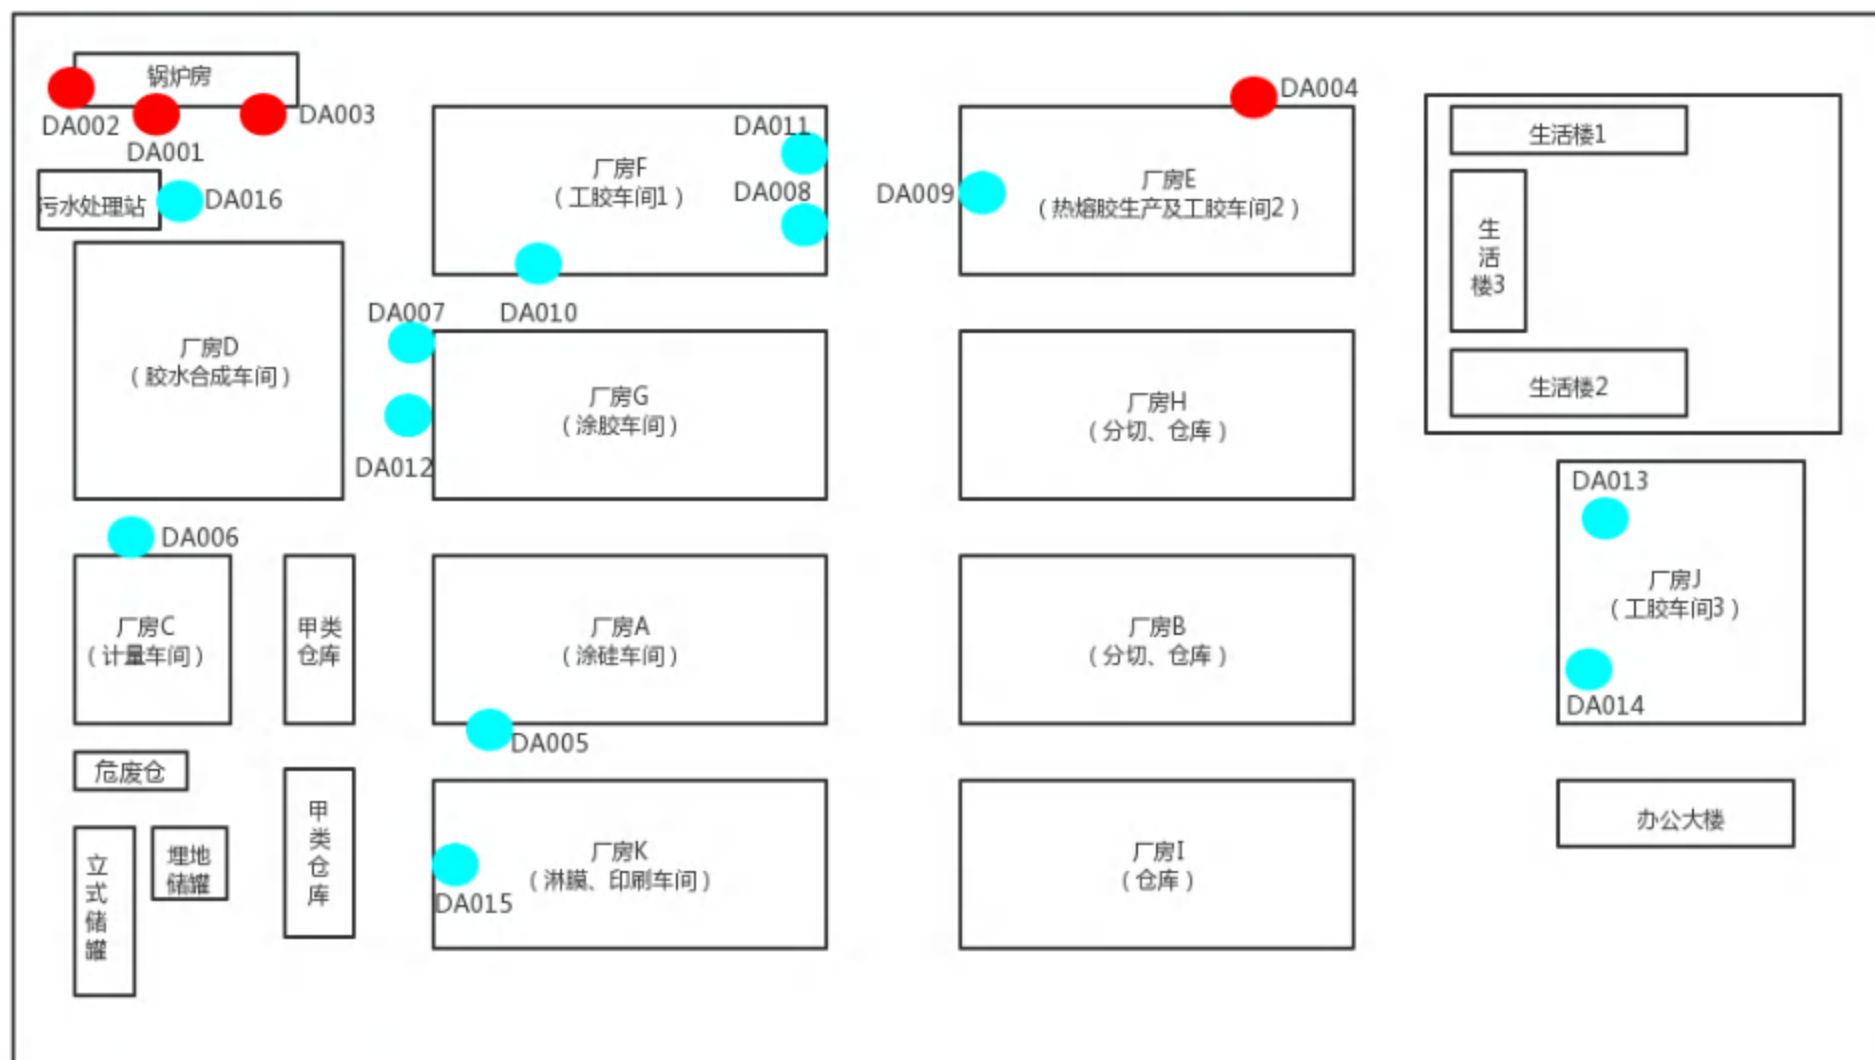 锅炉房
DA002
DA001
DA003
污水处理站
DA016
厂房D
（胶水合成车间）
DA006
厂房C
（计量车间）
甲类
仓库
危废仓
立
式
储
罐
埋地
储罐
甲
类
仓
库
DA011
厂房F
（工胶车间1）
DA008
DA010
DA007
DA012
厂房G
（涂胶车间）
厂房A
（涂硅车间）
DA005
厂房K
（淋膜、印刷车间）
DA015
DA004
DA009
厂房E
（热熔胶生产及工胶车间2）
厂房H
（分切、仓库）
厂房B
（分切、仓库）
厂房I
（仓库）
生活楼1
生
活
楼3
生活楼2
DA013
厂房J
（工胶车间3）
DA014
办公大楼